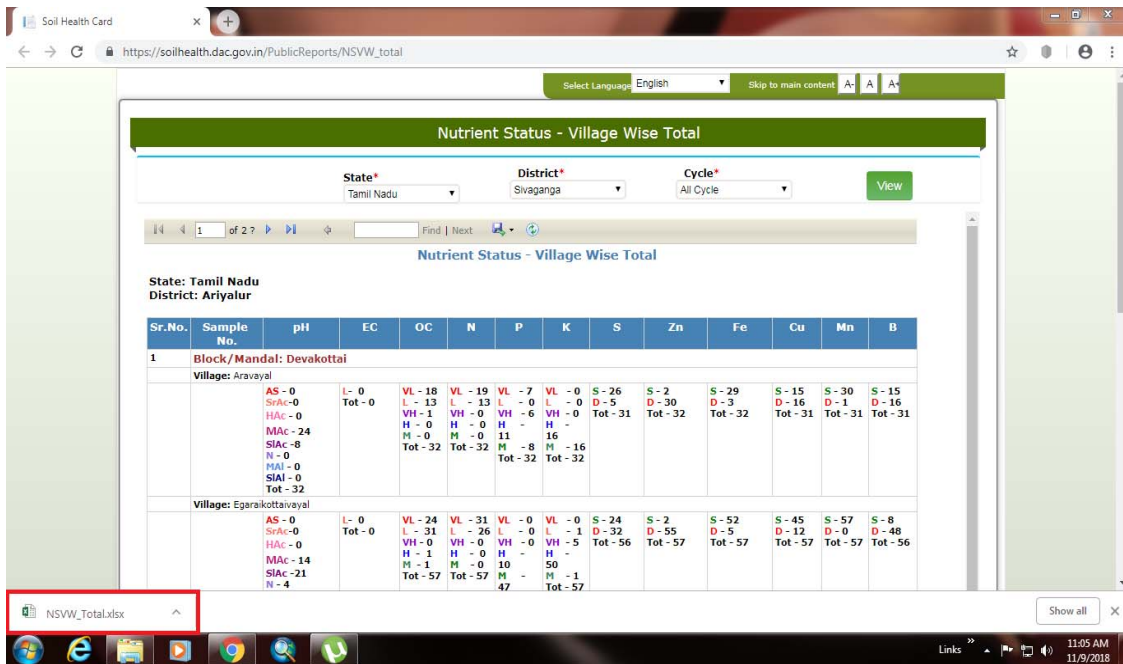 Soil Health Card
https://soilhealth.dac.gov.in/PublicReports/NSVW_total
Select Language English Skip to main content A- A A+
Nutrient Status - Village Wise Total
State* District* Cycle*
Tamil Nadu Sivaganga All Cycle View
1 of 2 ? Find | Next
Nutrient Status - Village Wise Total
State: Tamil Nadu
District: Ariyalur
Sr.No. Sample No. pH EC OC N P K S Zn Fe Cu Mn B
1 Block/Mandal: Devakottai
Village: Aravayal
AS - 0 L- 0 VL - 18 VL - 19 VL - 7 VL - 0 S - 26 S - 2 S - 29 S - 15 S - 30 S - 15
SrAc-0 Tot - 0 L - 13 L - 13 L - 0 L - 0 D - 5 D - 30 D - 3 D - 16 D - 1 D - 16
HAc - 0 VH - 1 VH - 0 VH - 6 VH - 0 Tot - 31 Tot - 32 Tot - 32 Tot - 31 Tot - 31 Tot - 31
MAc - 24 H - 0 H - 0 H - 11 H - 16
SlAc -8 M - 0 M - 0 M - 8 M - 16
N - 0 Tot - 32 Tot - 32 Tot - 32 Tot - 32
MAl - 0
SlAl - 0
Tot - 32
Village: Egaraikottaivayal
AS - 0 L- 0 VL - 24 VL - 31 VL - 0 VL - 0 S - 24 S - 2 S - 52 S - 45 S - 57 S - 8
SrAc-0 Tot - 0 L - 31 L - 26 L - 0 L - 1 D - 32 D - 55 D - 5 D - 12 D - 0 D - 48
HAc - 0 VH - 0 VH - 0 VH - 0 VH - 5 Tot - 56 Tot - 57 Tot - 57 Tot - 57 Tot - 57 Tot - 56
MAc - 14 H - 1 H - 0 H - 10 H - 50
SlAc -21 M - 1 M - 0 M - 47 M - 1
N - 4 Tot - 57 Tot - 57 Tot - 57
NSVW_Total.xlsx Show all
Links 11:05 AM
11/9/2018